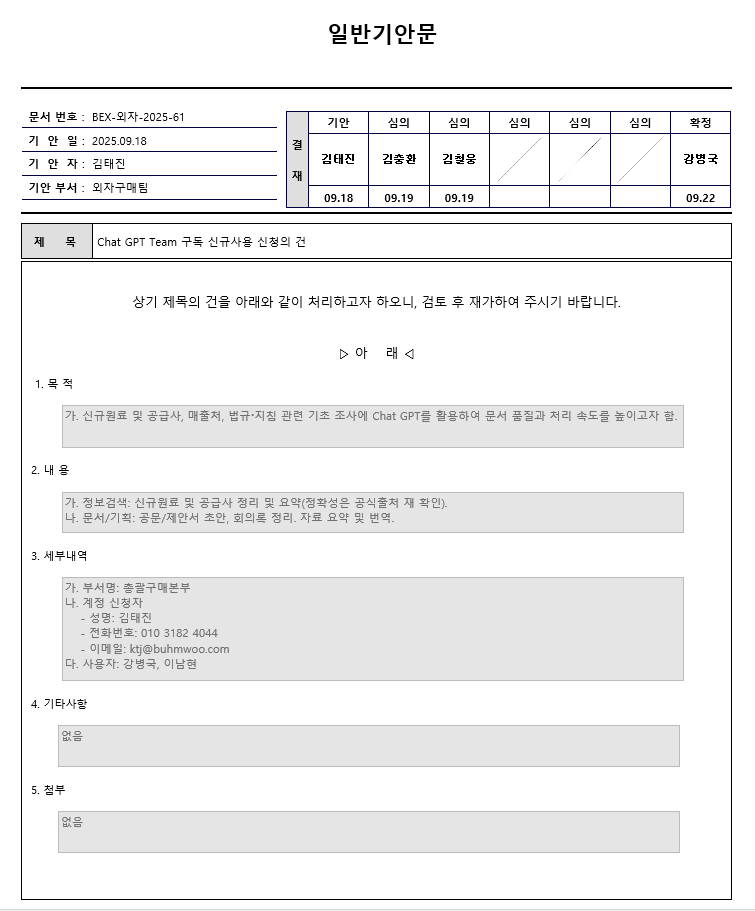 일반기안문
문서 번호 : BEX-외자-2025-61
기 안 일 : 2025.09.18
기 안 자 : 김태진
기안 부서 : 외자구매팀
결 재
기안 심의 심의 심의 심의 심의 확정
김태진 김충환 김철웅 강병국
09.18 09.19 09.19 09.22
제 목 Chat GPT Team 구독 신규사용 신청의 건
상기 제목의 건을 아래와 같이 처리하고자 하오니, 검토 후 재가하여 주시기 바랍니다.
▷ 아 래 ◁
1. 목 적
가. 신규원료 및 공급사, 매출처, 법규·지침 관련 기초 조사에 Chat GPT를 활용하여 문서 품질과 처리 속도를 높이고자 함.
2. 내 용
가. 정보검색: 신규원료 및 공급사 정리 및 요약(정확성은 공식출처 재 확인).
나. 문서/기획: 공문/제안서 초안, 회의록 정리. 자료 요약 및 번역.
3. 세부내역
가. 부서명: 총괄구매본부
나. 계정 신청자
- 성명: 김태진
- 전화번호: 010 3182 4044
- 이메일: ktj@buhmwoo.com
다. 사용자: 강병국, 이남현
4. 기타사항
없음
5. 첨부
없음